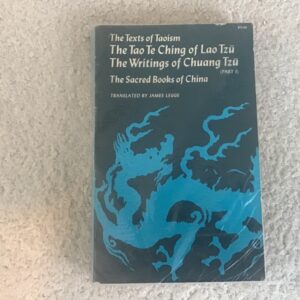 The Texts of Taoism
The Tao Te Ching of Lao Tzŭ
The Writings of Chuang Tzŭ
(PART I)
The Sacred Books of China
TRANSLATED BY JAMES LEGGE